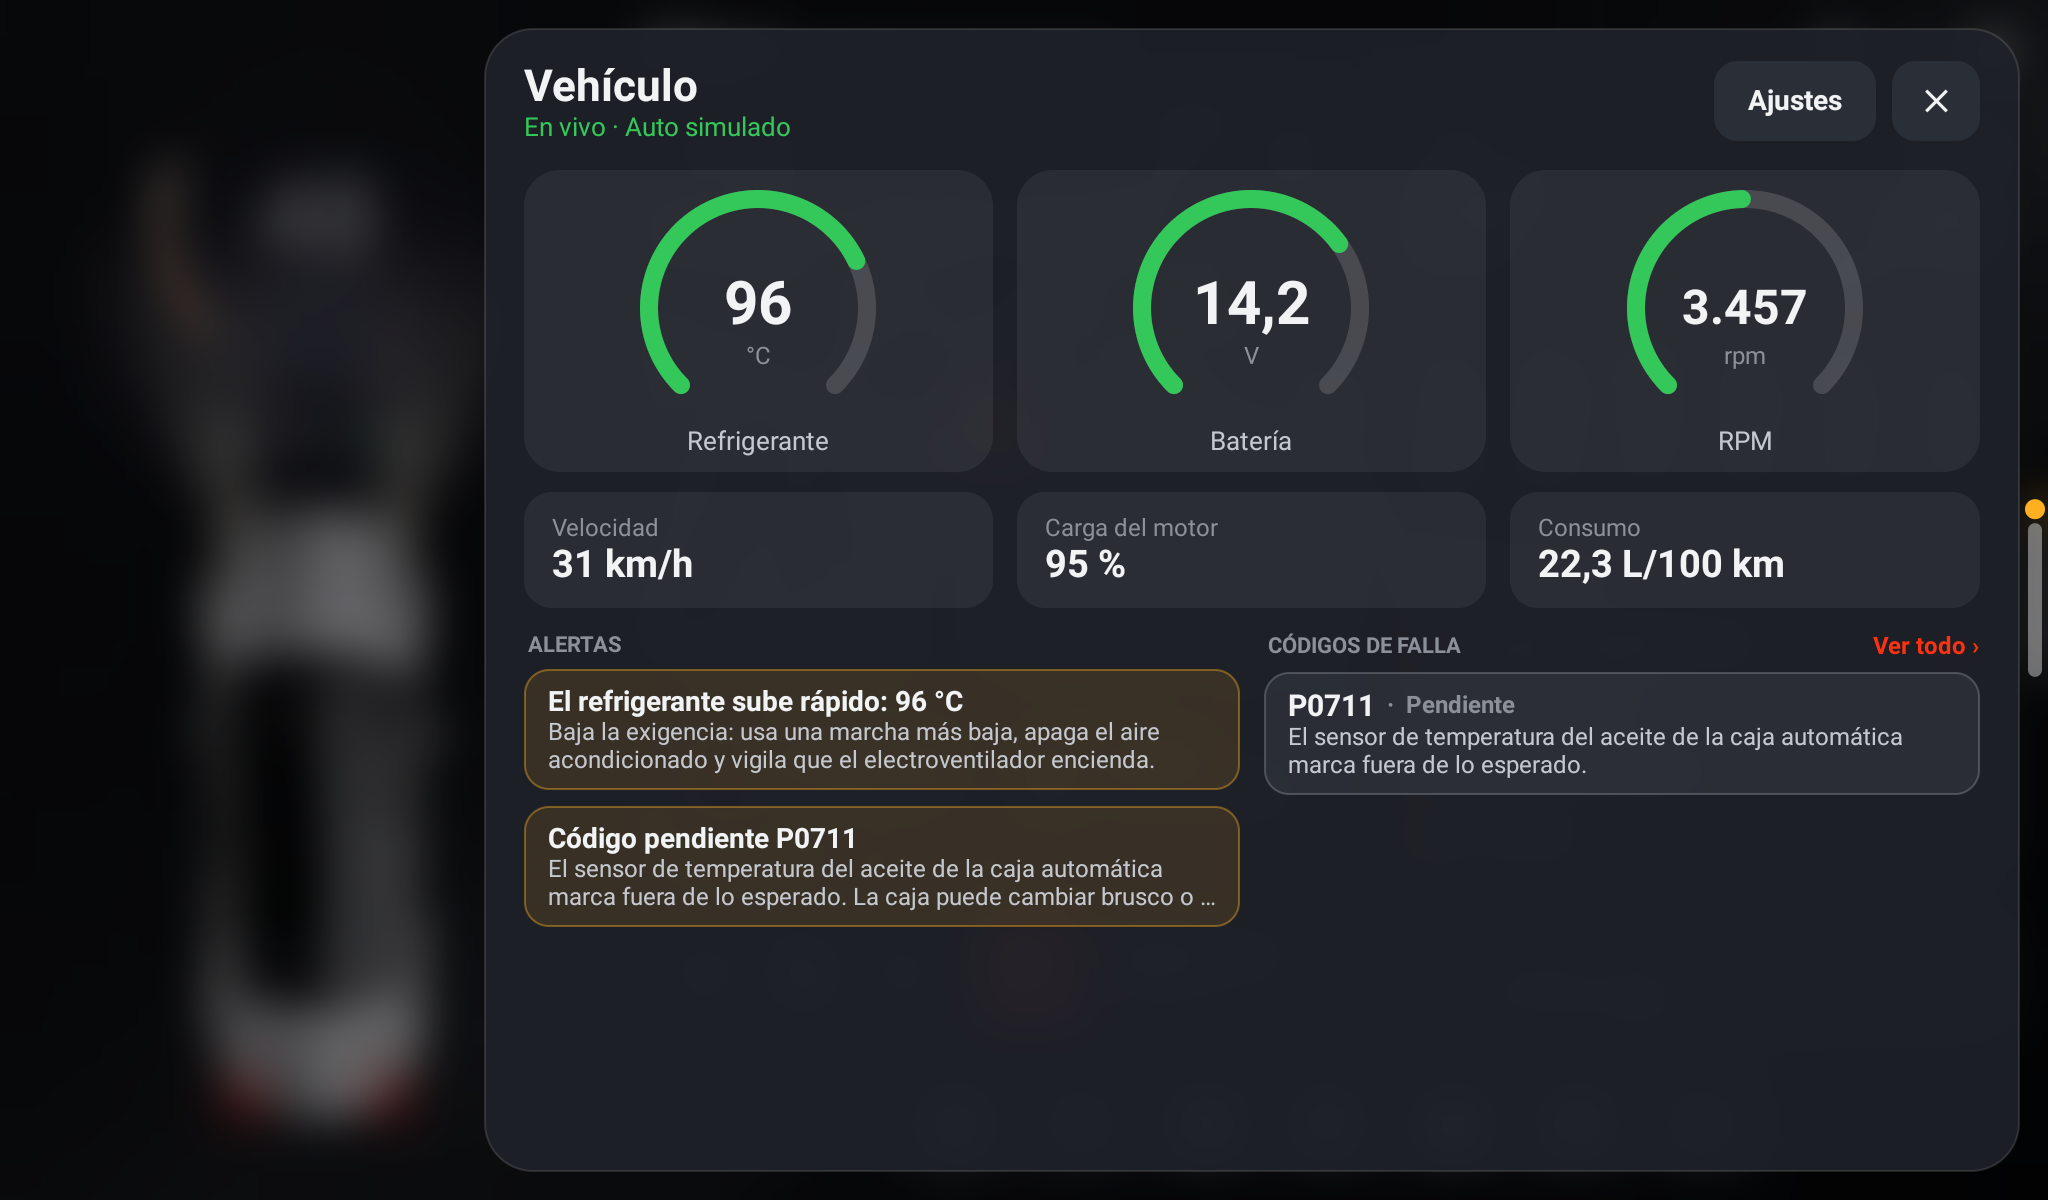 Vehículo
En vivo · Auto simulado
Ajustes
96
°C
Refrigerante
14,2
V
Batería
3.457
rpm
RPM
Velocidad
31 km/h
Carga del motor
95 %
Consumo
22,3 L/100 km
ALERTAS
El refrigerante sube rápido: 96 °C
Baja la exigencia: usa una marcha más baja, apaga el aire
acondicionado y vigila que el electroventilador encienda.
Código pendiente P0711
El sensor de temperatura del aceite de la caja automática
marca fuera de lo esperado. La caja puede cambiar brusco o ...
CÓDIGOS DE FALLA
Ver todo ›
P0711 · Pendiente
El sensor de temperatura del aceite de la caja automática
marca fuera de lo esperado.